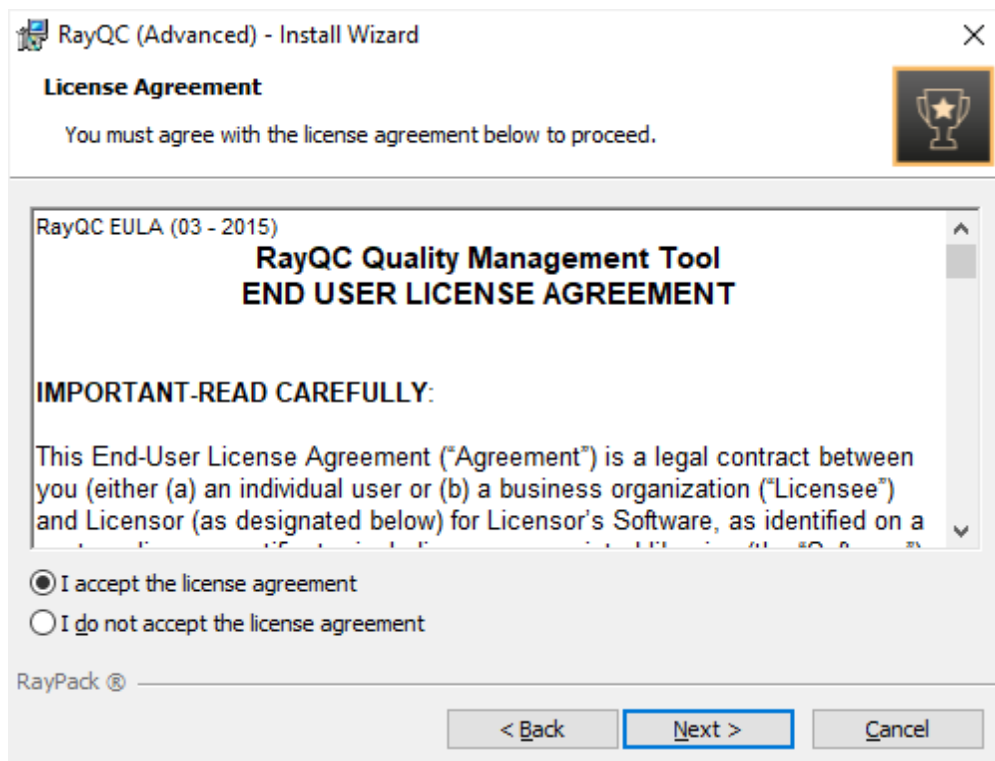 RayQC (Advanced) - Install Wizard
License Agreement
You must agree with the license agreement below to proceed.
RayQC EULA (03 - 2015)
RayQC Quality Management Tool
END USER LICENSE AGREEMENT
IMPORTANT-READ CAREFULLY:
This End-User License Agreement (“Agreement”) is a legal contract between
you (either (a) an individual user or (b) a business organization (“Licensee”)
and Licensor (as designated below) for Licensor’s Software, as identified on a
I accept the license agreement
I do not accept the license agreement
RayPack ®
< Back
Next >
Cancel